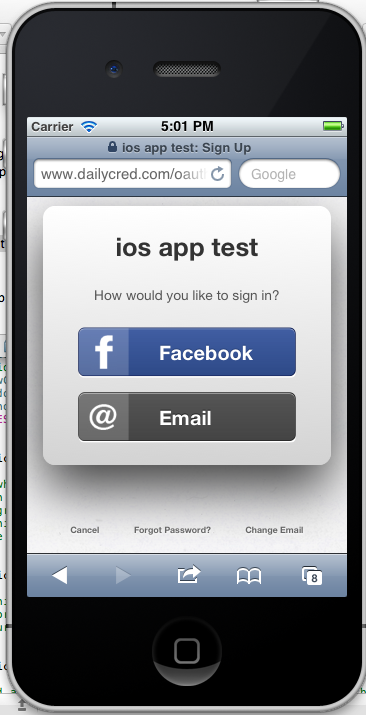 Carrier 5:01 PM
ios app test: Sign Up
www.dailycred.com/oaut Google
ios app test
How would you like to sign in?
f Facebook
@ Email
Cancel Forgot Password? Change Email
8